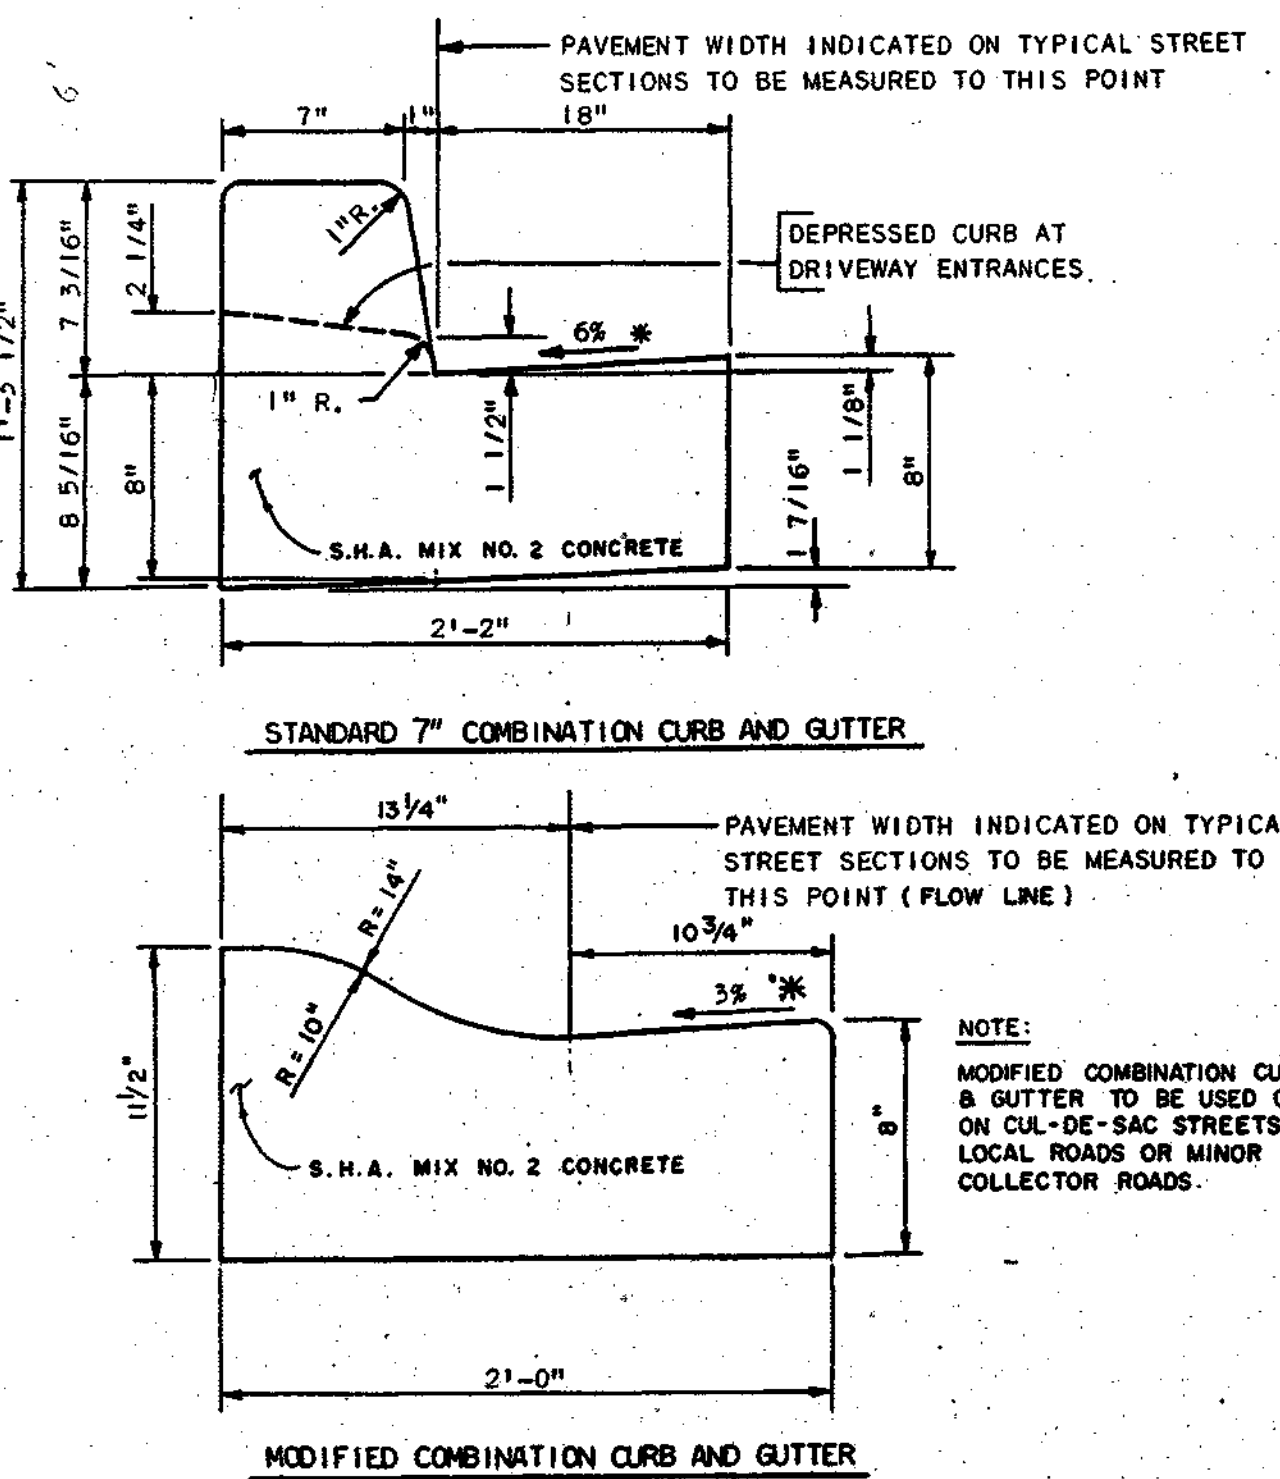 PAVEMENT WIDTH INDICATED ON TYPICAL STREET
SECTIONS TO BE MEASURED TO THIS POINT
6'
7"
1"
18"
1'-3 1/2"
7 3/16"
2 1/4"
1" R.
DEPRESSED CURB AT
DRIVEWAY ENTRANCES.
6% *
1" R.
8 5/16"
8"
1 1/2"
1 1/8"
8"
1 7/16"
S.H.A. MIX NO. 2 CONCRETE
2'-2"
STANDARD 7" COMBINATION CURB AND GUTTER
13 1/4"
PAVEMENT WIDTH INDICATED ON TYPICA
STREET SECTIONS TO BE MEASURED TO
THIS POINT (FLOW LINE)
R=14"
10 3/4"
3% *
R=10"
11 1/2"
8"
NOTE:
MODIFIED COMBINATION CU
& GUTTER TO BE USED
ON CUL-DE-SAC STREETS
LOCAL ROADS OR MINOR
COLLECTOR ROADS.
S.H.A. MIX NO. 2 CONCRETE
2'-0"
MODIFIED COMBINATION CURB AND GUTTER